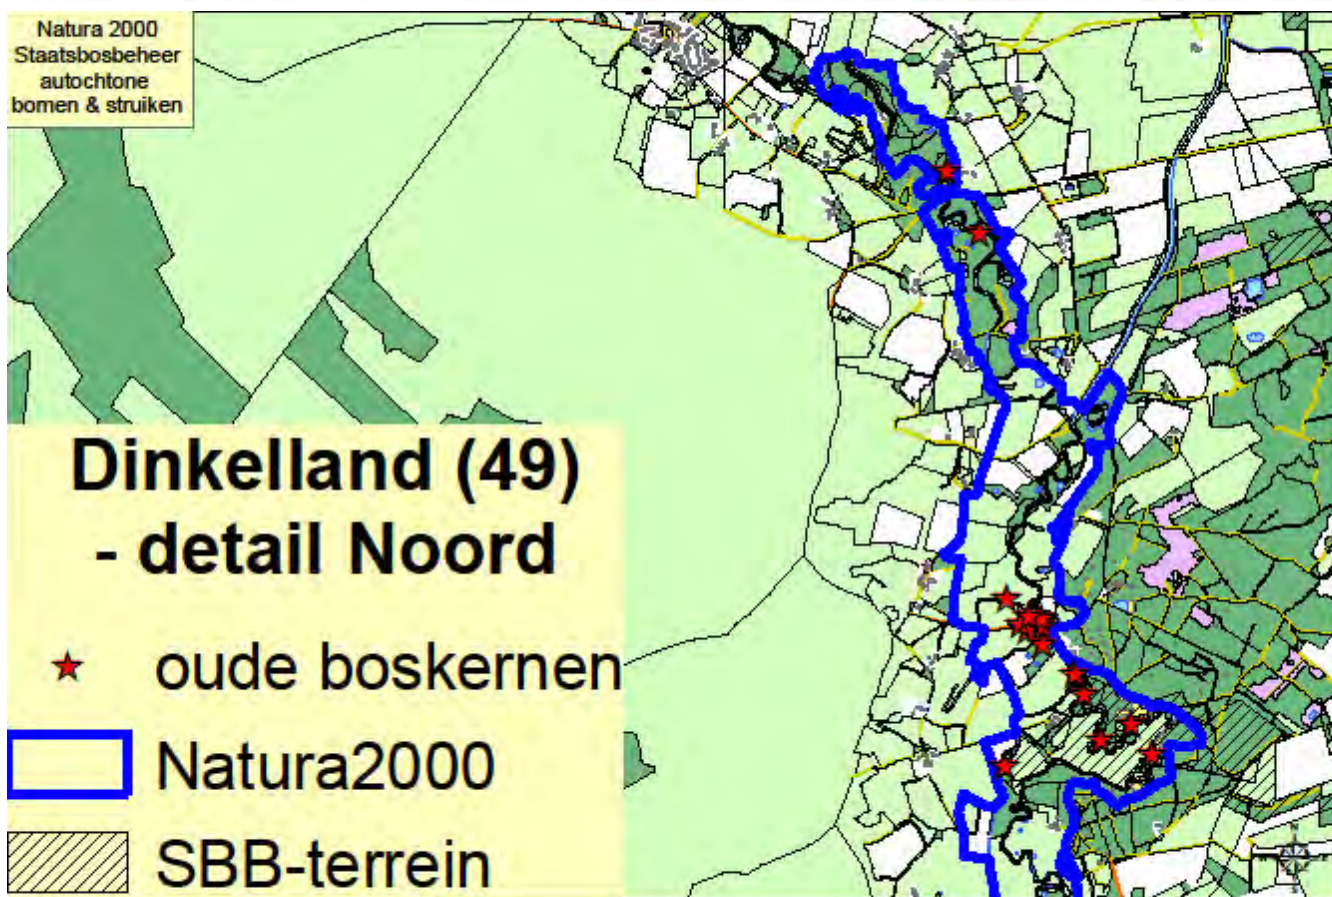 Natura 2000
Staatsbosbeheer
autochtone
bomen & struiken
Dinkelland (49)
- detail Noord
oude boskernen
Natura2000
SBB-terrein